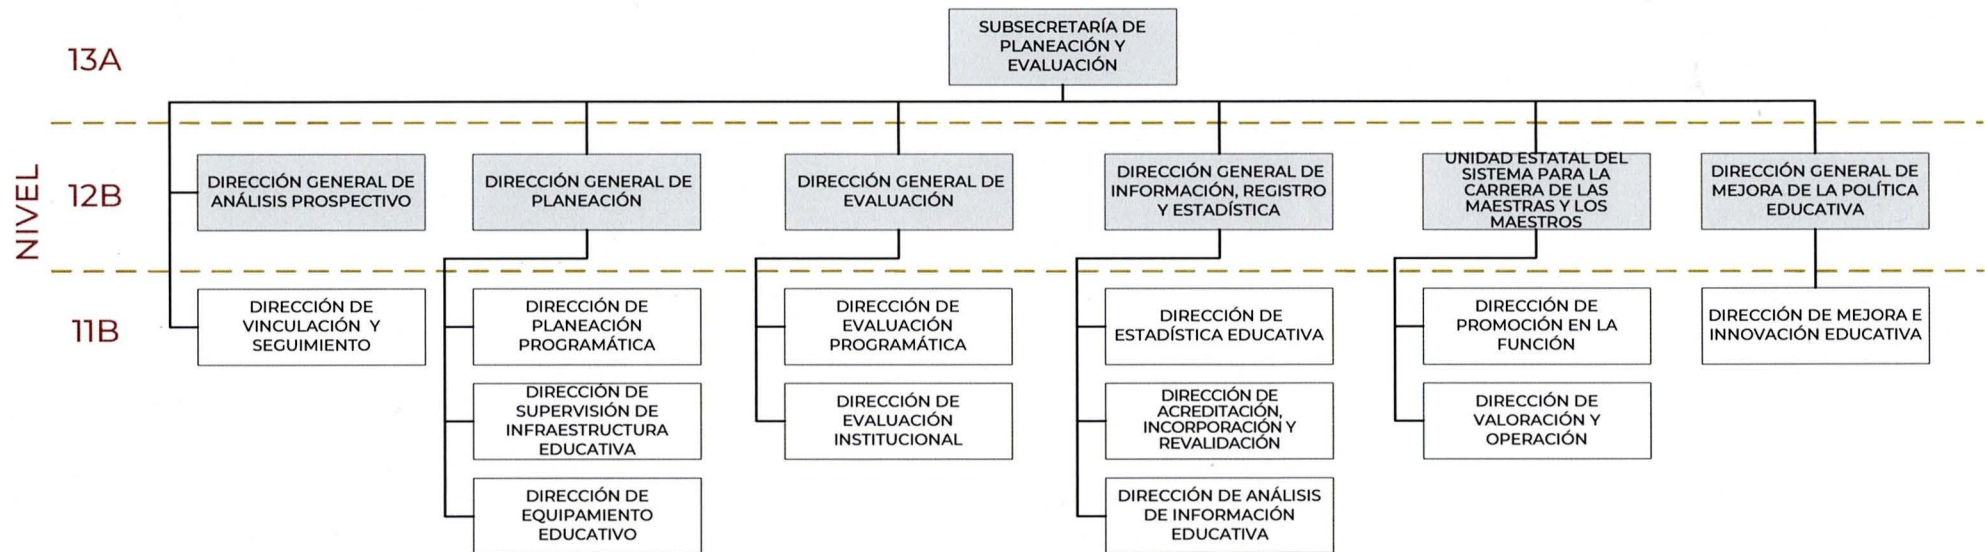 SUBSECRETARÍA DE
PLANEACIÓN Y
EVALUACIÓN
13A
NIVEL
12B
DIRECCIÓN GENERAL DE
ANÁLISIS PROSPECTIVO
DIRECCIÓN GENERAL DE
PLANEACIÓN
DIRECCIÓN GENERAL DE
EVALUACIÓN
DIRECCIÓN GENERAL DE
INFORMACIÓN, REGISTRO
Y ESTADÍSTICA
UNIDAD ESTATAL DEL
SISTEMA PARA LA
CARRERA DE LAS
MAESTRAS Y LOS
MAESTROS
DIRECCIÓN GENERAL DE
MEJORA DE LA POLÍTICA
EDUCATIVA
11B
DIRECCIÓN DE
VINCULACIÓN Y
SEGUIMIENTO
DIRECCIÓN DE
PLANEACIÓN
PROGRAMÁTICA
DIRECCIÓN DE
EVALUACIÓN
PROGRAMÁTICA
DIRECCIÓN DE
ESTADÍSTICA EDUCATIVA
DIRECCIÓN DE
PROMOCIÓN EN LA
FUNCIÓN
DIRECCIÓN DE MEJORA E
INNOVACIÓN EDUCATIVA
DIRECCIÓN DE
SUPERVISIÓN DE
INFRAESTRUCTURA
EDUCATIVA
DIRECCIÓN DE
EVALUACIÓN
INSTITUCIONAL
DIRECCIÓN DE
ACREDITACIÓN,
INCORPORACIÓN Y
REVALIDACIÓN
DIRECCIÓN DE
VALORACIÓN Y
OPERACIÓN
DIRECCIÓN DE
EQUIPAMIENTO
EDUCATIVO
DIRECCIÓN DE ANÁLISIS
DE INFORMACIÓN
EDUCATIVA